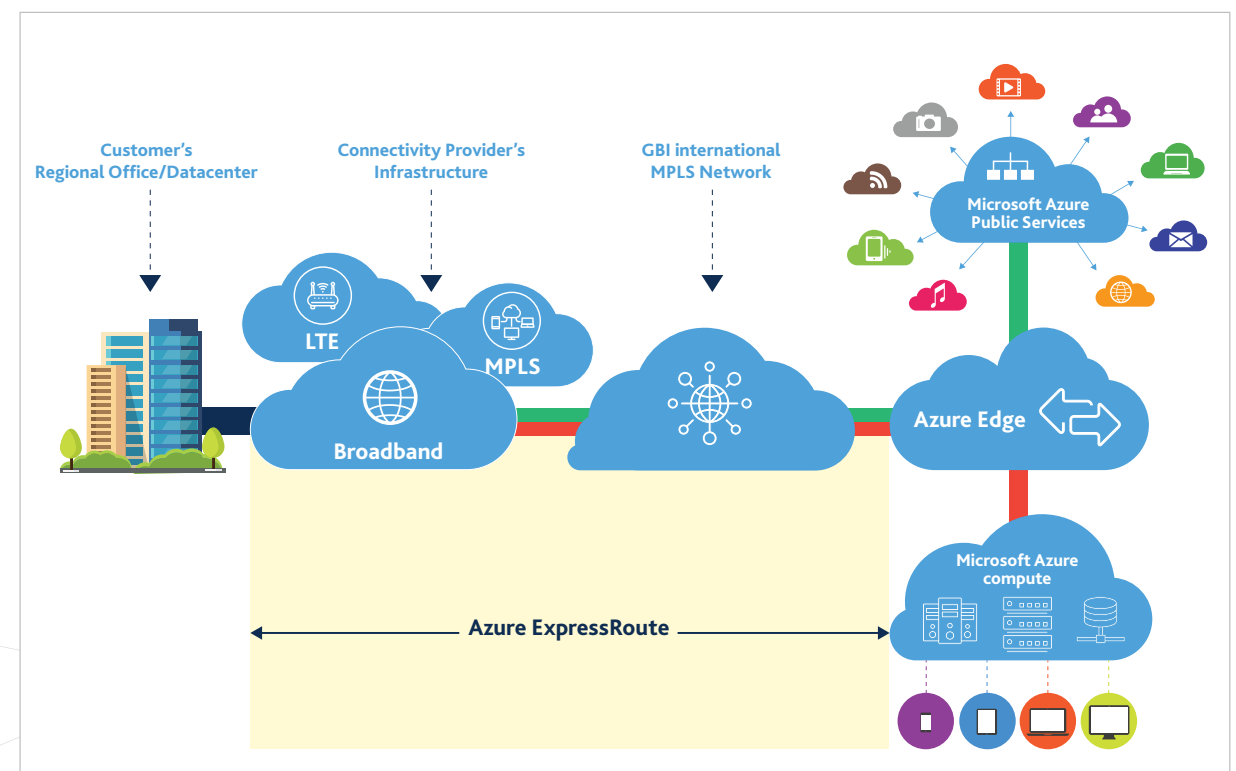 Customer's
Regional Office/Datacenter
Connectivity Provider's
Infrastructure
GBI international
MPLS Network
Microsoft Azure
Public Services
LTE
MPLS
Broadband
Azure Edge
Microsoft Azure
compute
Azure ExpressRoute